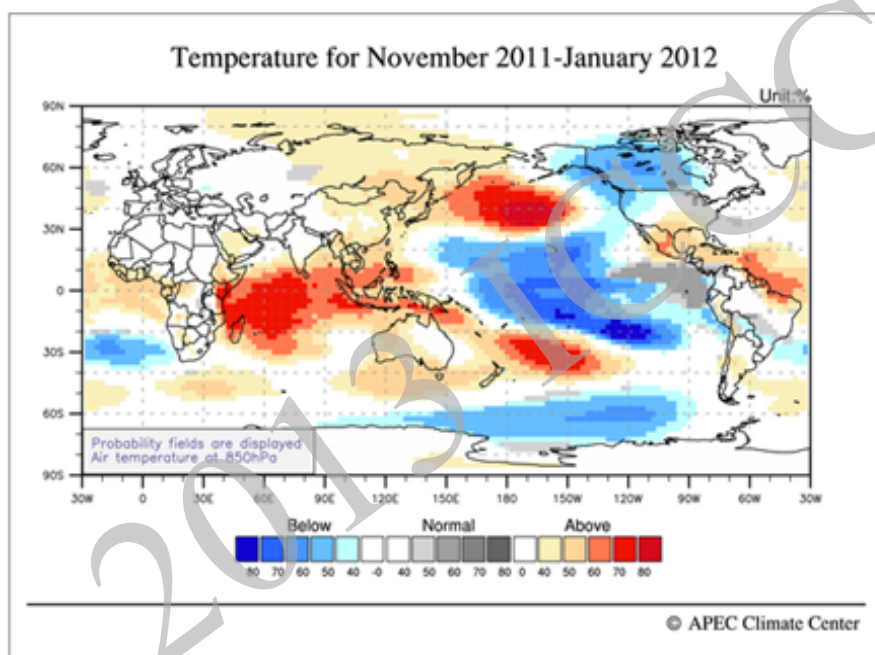 Temperature for November 2011-January 2012
Unit:%
90N
60N
30N
0
30S
60S
90S
Probability fields are displayed
Air temperature at 850hPa
30W 0 30E 60E 90E 120E 150E 180 150W 120W 90W 60W 30W
Below Normal Above
80 70 60 50 40 -0 40 50 60 70 80 0 40 50 60 70 80
© APEC Climate Center
2013 ICC